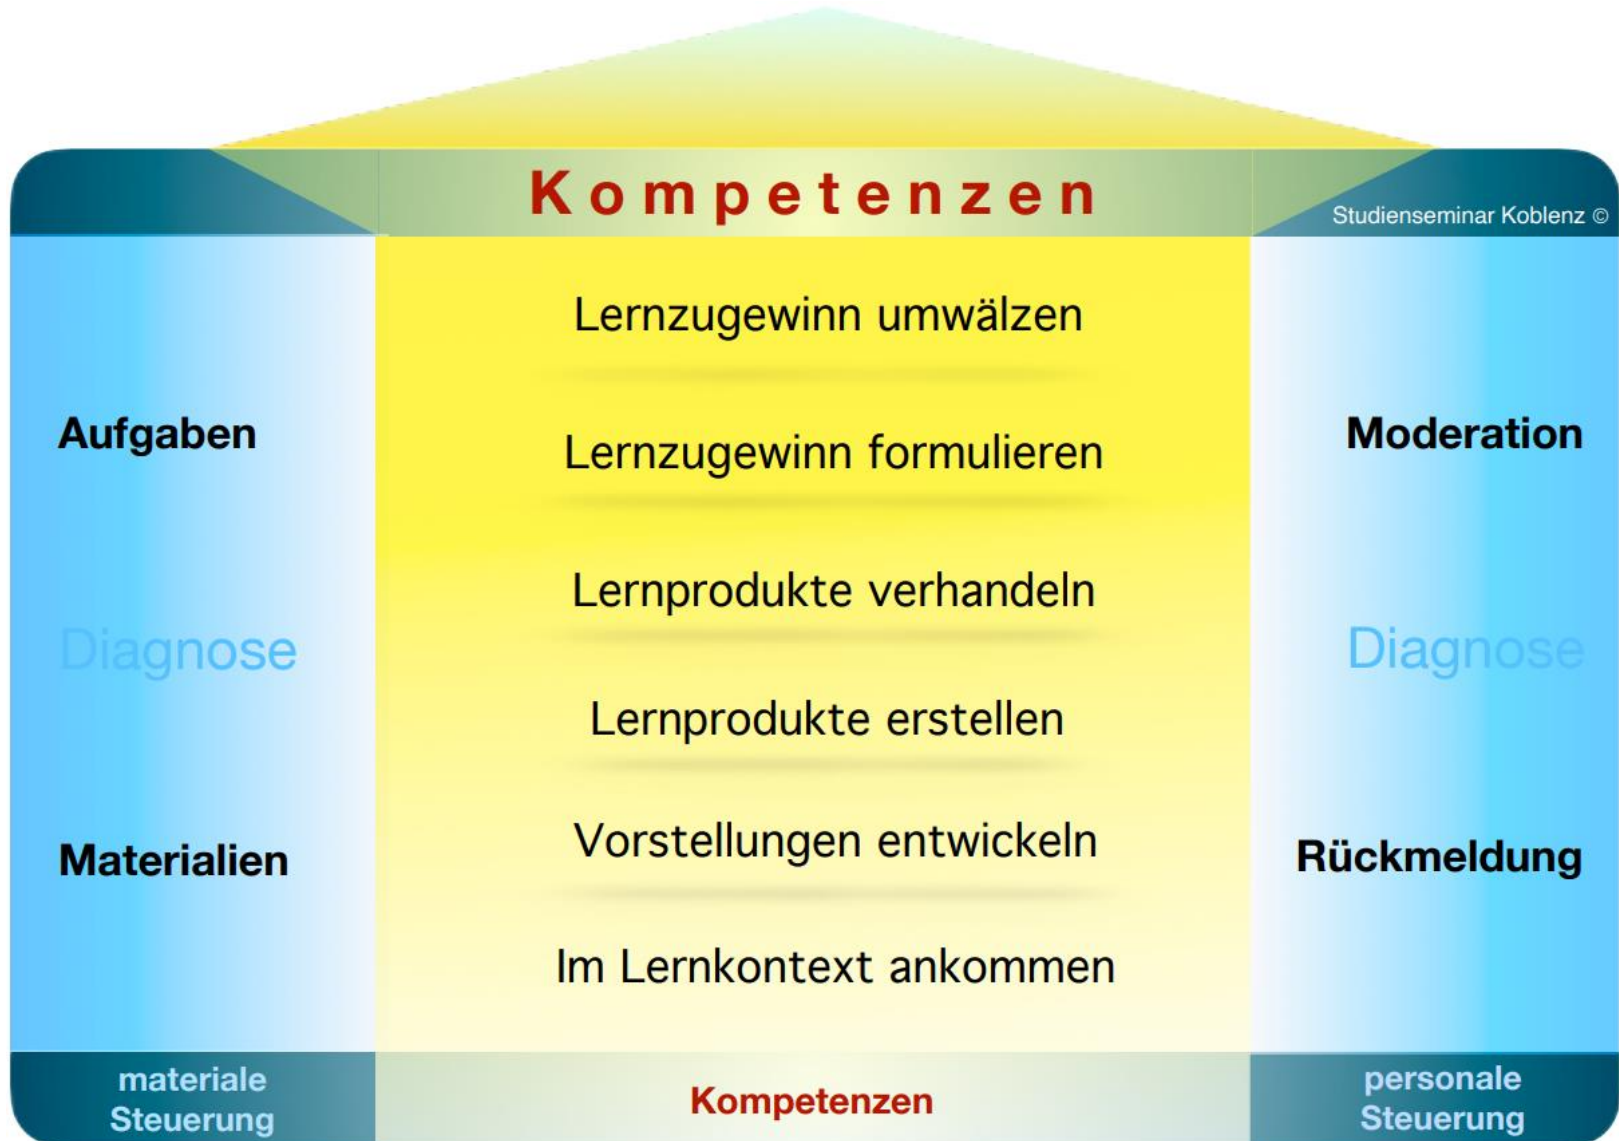 Kompetenzen
Studienseminar Koblenz ©
Lernzugewinn umwälzen
Aufgaben
Lernzugewinn formulieren
Moderation
Lernprodukte verhandeln
Diagnose
Diagnose
Lernprodukte erstellen
Materialien
Vorstellungen entwickeln
Rückmeldung
Im Lernkontext ankommen
materiale
Steuerung
Kompetenzen
personale
Steuerung